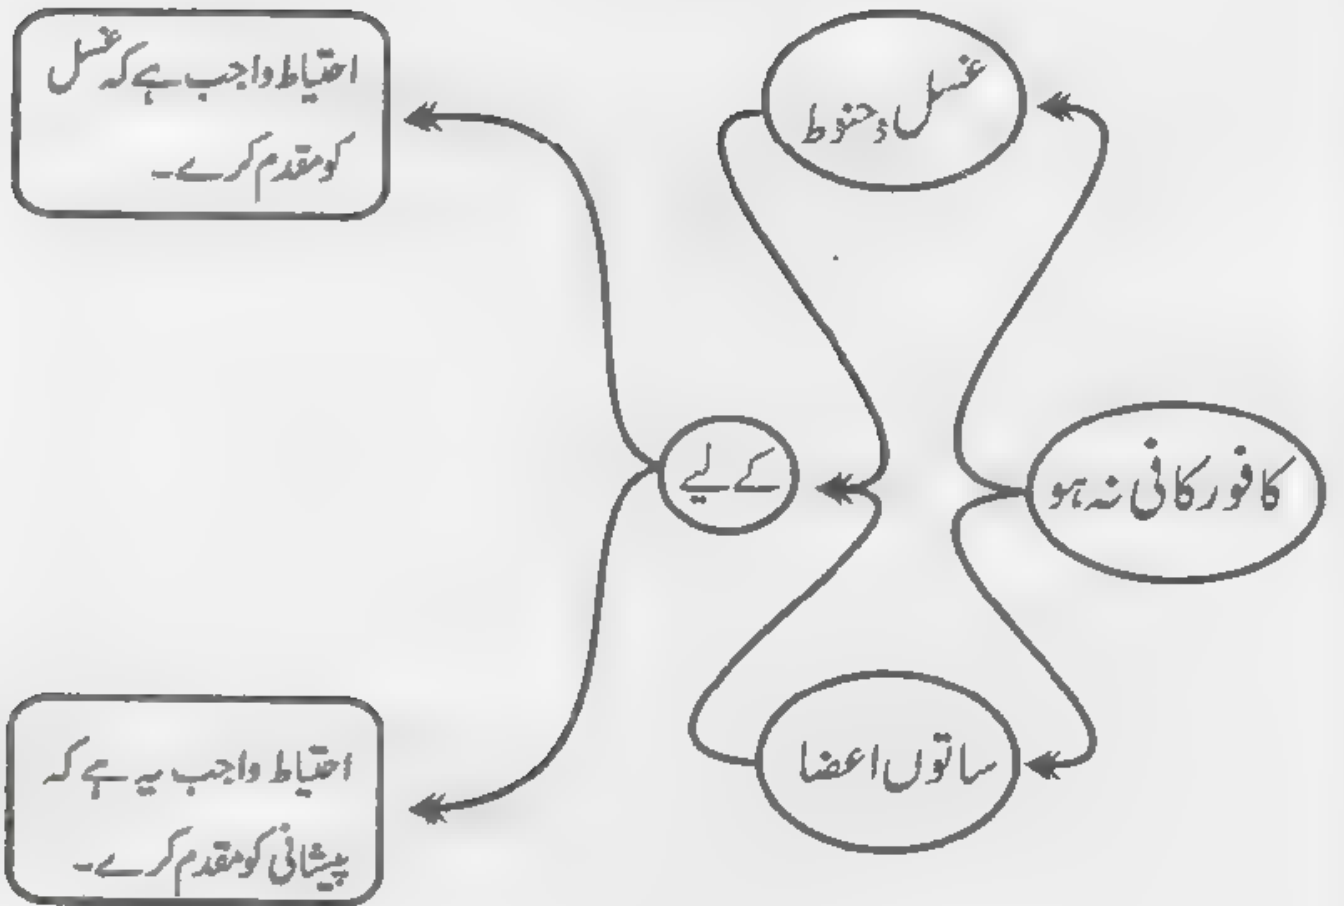 کافور کافی نہ ہو
غسل و حنوط
ساتوں اعضا
کے لیے
احتیاط واجب ہے کہ غسل
کو مقدم کرے۔
احتیاط واجب یہ ہے کہ
پیشانی کو مقدم کرے۔